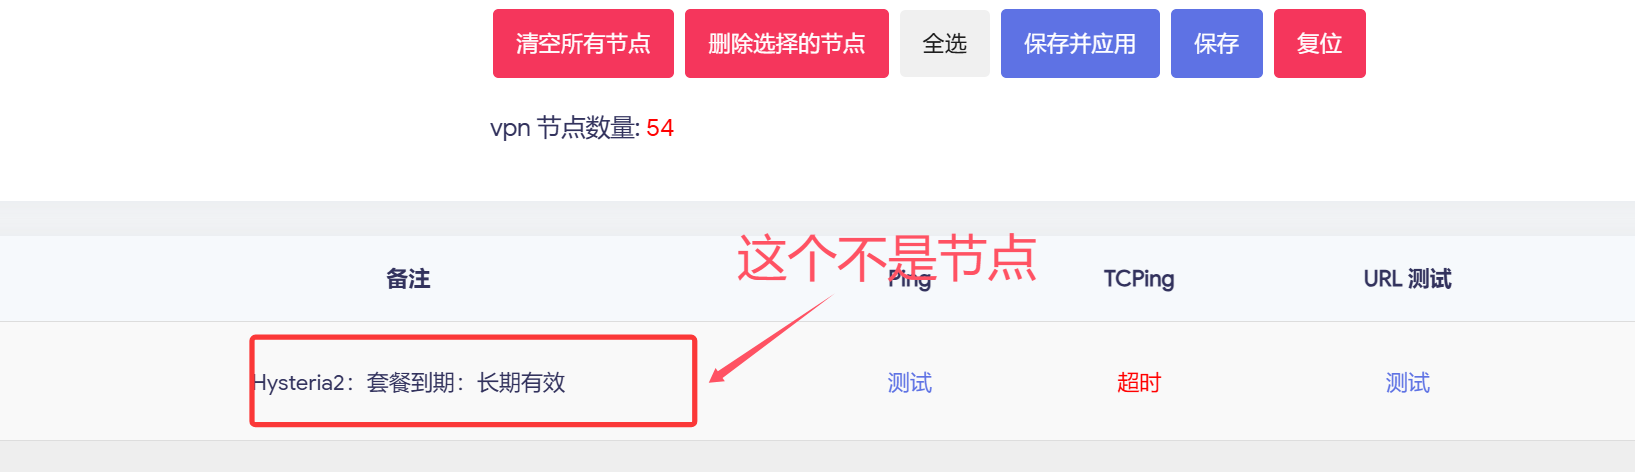 清空所有节点 删除选择的节点 全选 保存并应用 保存 复位
vpn 节点数量: 54
这个不是节点
备注 Ping TCPing URL 测试
Hysteria2：套餐到期：长期有效 测试 超时 测试